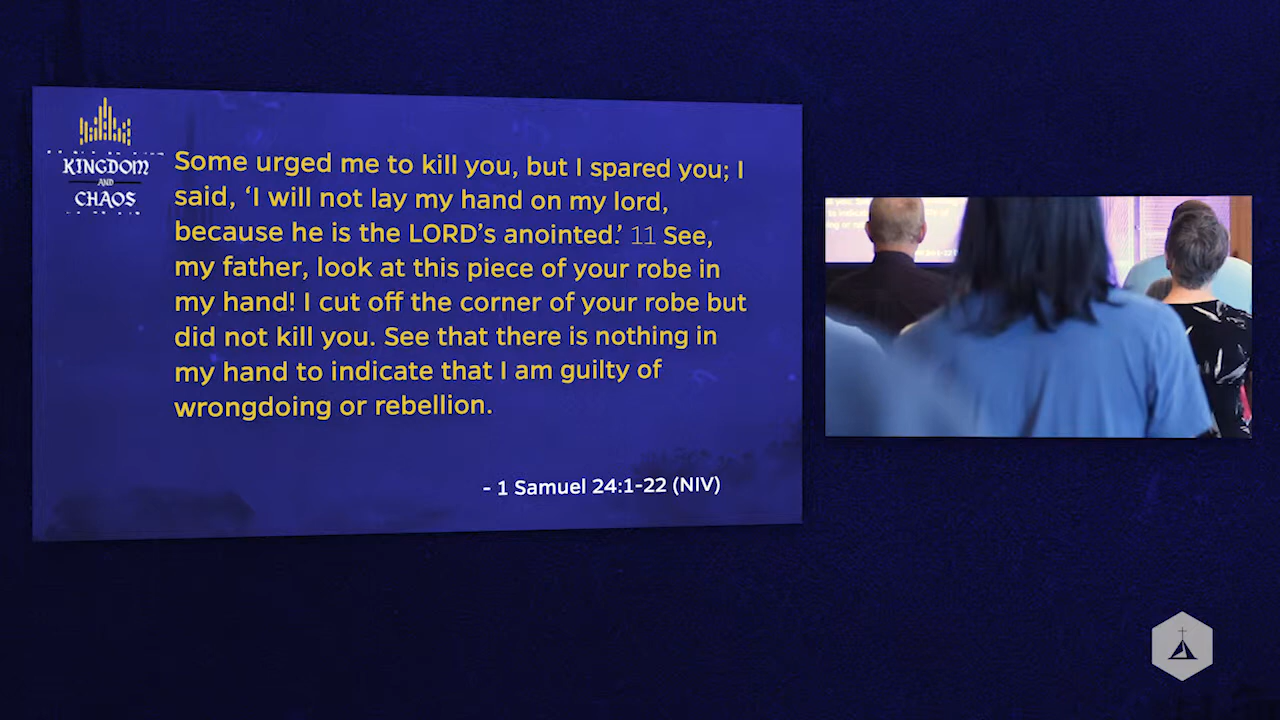 KINGDOM
AND
CHAOS
Some urged me to kill you, but I spared you; I
said, ‘I will not lay my hand on my lord,
because he is the LORD’s anointed.’ 11 See,
my father, look at this piece of your robe in
my hand! I cut off the corner of your robe but
did not kill you. See that there is nothing in
my hand to indicate that I am guilty of
wrongdoing or rebellion.
- 1 Samuel 24:1-22 (NIV)